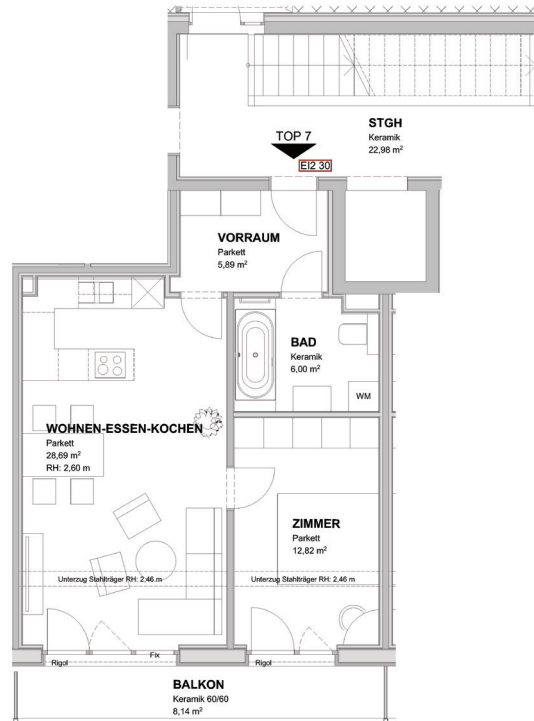 STGH
Keramik
22,98 m²
TOP 7
EI2 30
VORRAUM
Parkett
5,89 m²
BAD
Keramik
6,00 m²
WM
WOHNEN-ESSEN-KOCHEN
Parkett
28,69 m²
RH: 2,60 m
ZIMMER
Parkett
12,82 m²
Unterzug Stahlträger RH: 2,46 m
Unterzug Stahlträger RH: 2,46 m
Rigol
Fix
Rigol
BALKON
Keramik 60/60
8,14 m²